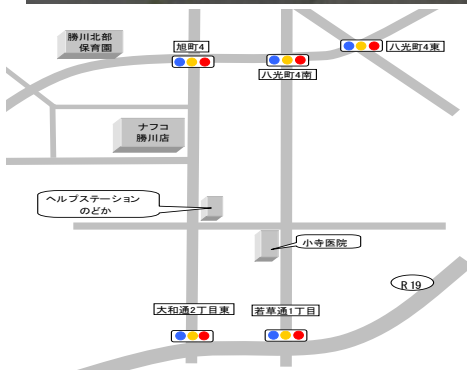 勝川北部
保育園
旭町4
八光町4東
八光町4南
ナフコ
勝川店
ヘルプステーション
のどか
小寺医院
R 19
大和通2丁目東
若草通1丁目